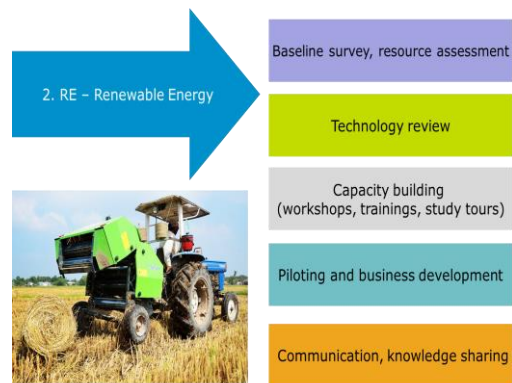 2. RE – Renewable Energy
Baseline survey, resource assessment
Technology review
Capacity building
(workshops, trainings, study tours)
Piloting and business development
Communication, knowledge sharing